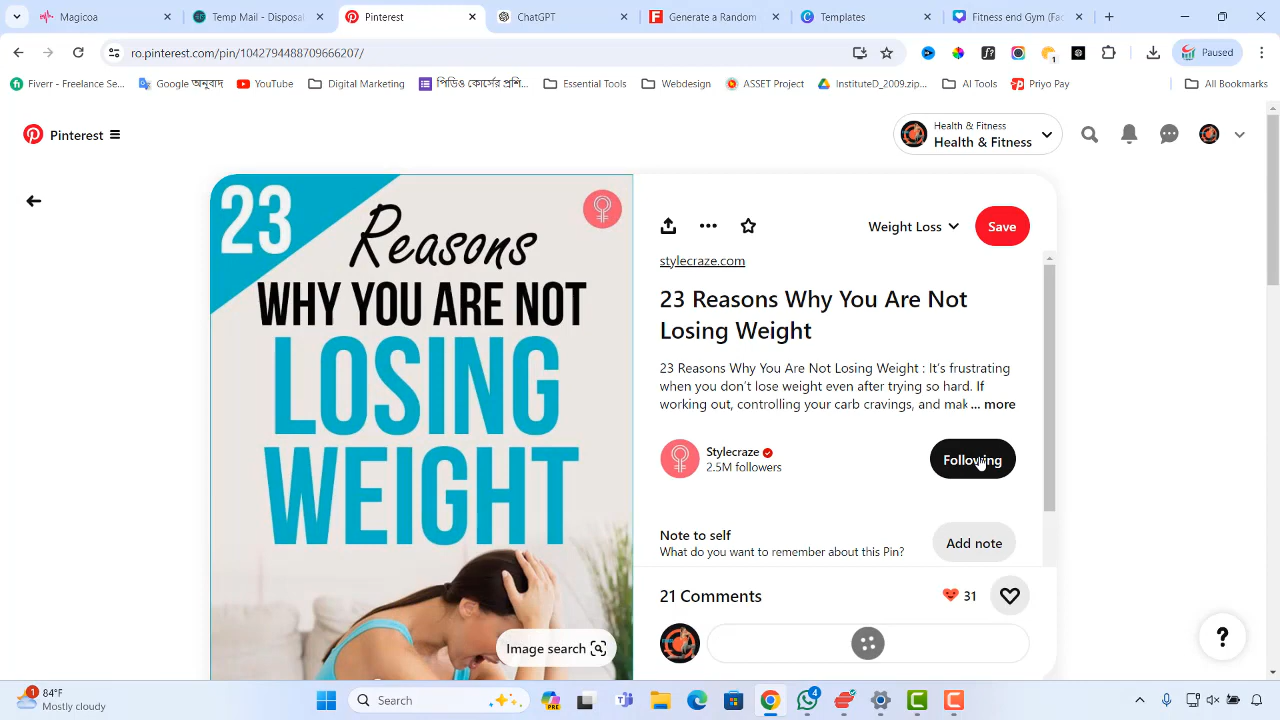 Magicoa
Temp Mail - Disposal
Pinterest
ChatGPT
Generate a Random
Templates
Fitness end Gym (Fac
ro.pinterest.com/pin/1042794488709666207/
Paused
Fiverr - Freelance Se...
Google অনুবাদ
YouTube
Digital Marketing
পিডিও কোর্সের প্রশি...
Essential Tools
Webdesign
ASSET Project
InstituteD_2009.zip...
AI Tools
Priyo Pay
All Bookmarks
Pinterest
Health & Fitness
Health & Fitness
23
Reasons
WHY YOU ARE NOT
LOSING
WEIGHT
Image search
Weight Loss
Save
stylecraze.com
23 Reasons Why You Are Not
Losing Weight
23 Reasons Why You Are Not Losing Weight : It's frustrating
when you don't lose weight even after trying so hard. If
working out, controlling your carb cravings, and mak ... more
Stylecraze
2.5M followers
Following
Note to self
What do you want to remember about this Pin?
Add note
21 Comments
31
?
1
84°F
Mostly cloudy
Search
PRE
4